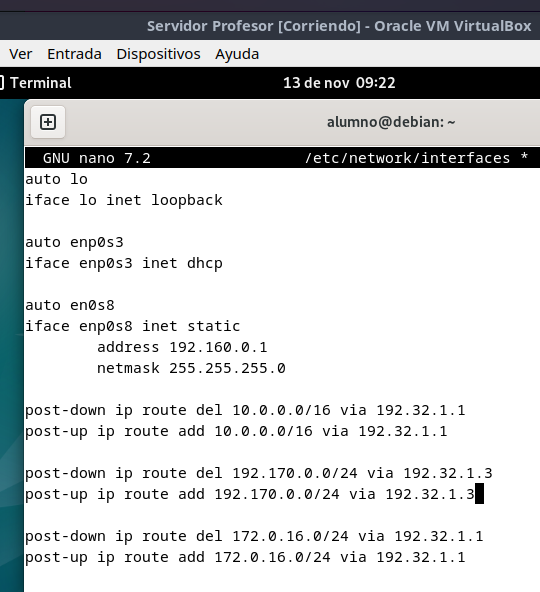 Servidor Profesor [Corriendo] - Oracle VM VirtualBox
Ver Entrada Dispositivos Ayuda
Terminal 13 de nov 09:22
alumno@debian: ~
GNU nano 7.2 /etc/network/interfaces *
auto lo
iface lo inet loopback
auto enp0s3
iface enp0s3 inet dhcp
auto en0s8
iface enp0s8 inet static
address 192.160.0.1
netmask 255.255.255.0
post-down ip route del 10.0.0.0/16 via 192.32.1.1
post-up ip route add 10.0.0.0/16 via 192.32.1.1
post-down ip route del 192.170.0.0/24 via 192.32.1.3
post-up ip route add 192.170.0.0/24 via 192.32.1.3
post-down ip route del 172.0.16.0/24 via 192.32.1.1
post-up ip route add 172.0.16.0/24 via 192.32.1.1